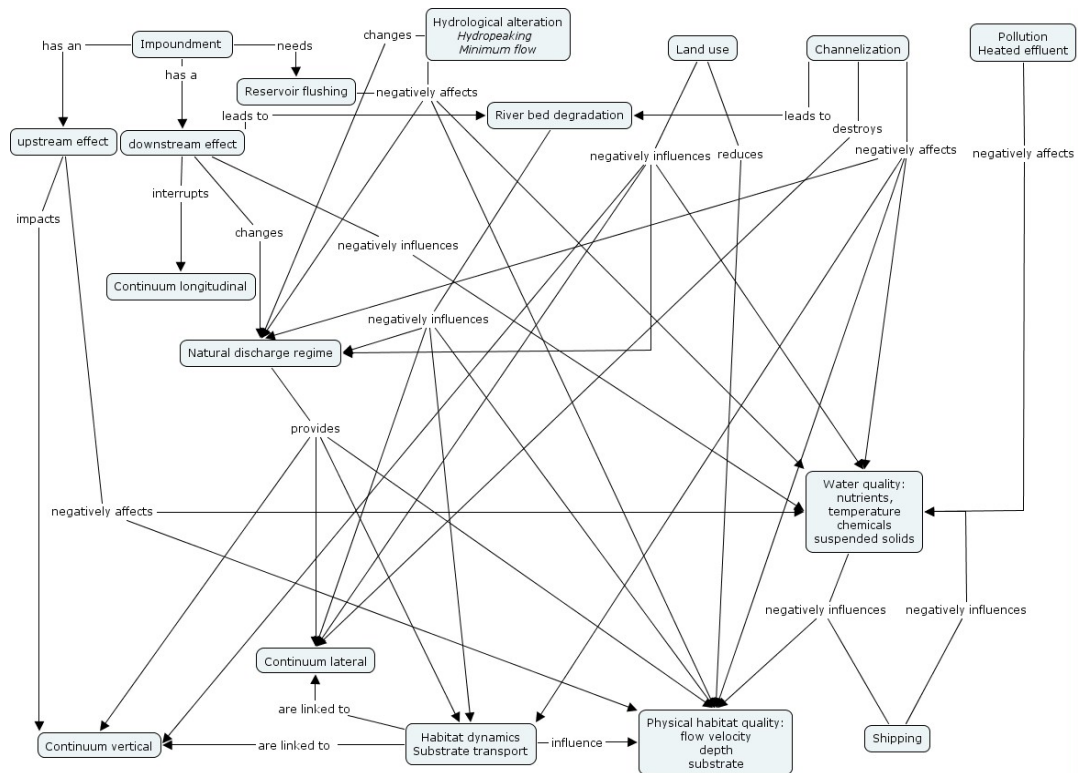 Hydrological alteration
Hydropeaking
Minimum flow
Pollution
Heated effluent
has an
Impoundment
needs
changes
Land use
Channelization
has a
Reservoir flushing
negatively affects
leads to
River bed degradation
leads to
destroys
upstream effect
downstream effect
negatively influences
reduces
negatively affects
negatively affects
interrupts
impacts
changes
negatively influences
Continuum longitudinal
negatively influences
Natural discharge regime
provides
Water quality:
nutrients,
temperature
chemicals
suspended solids
negatively affects
negatively influences
negatively influences
Continuum lateral
are linked to
Physical habitat quality:
flow velocity
depth
substrate
Habitat dynamics
Substrate transport
Shipping
Continuum vertical
are linked to
influence